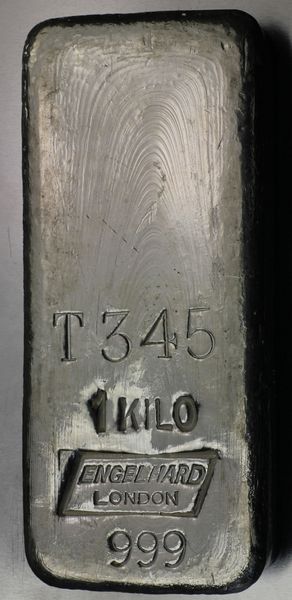 T345
1 KILO
ENGELHARD
LONDON
999